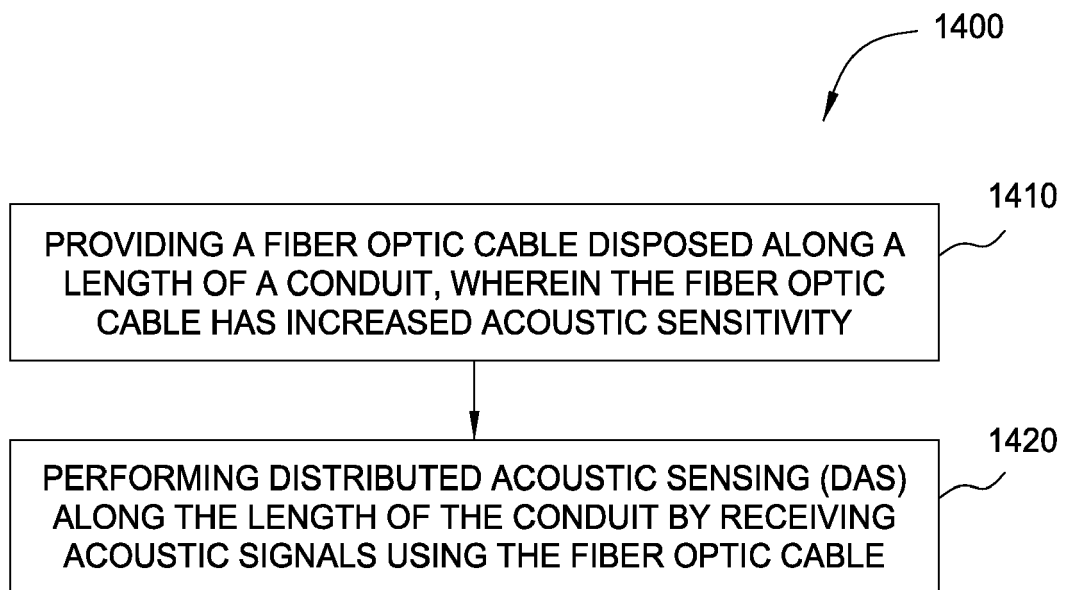 1400
1410
PROVIDING A FIBER OPTIC CABLE DISPOSED ALONG A
LENGTH OF A CONDUIT, WHEREIN THE FIBER OPTIC
CABLE HAS INCREASED ACOUSTIC SENSITIVITY
1420
PERFORMING DISTRIBUTED ACOUSTIC SENSING (DAS)
ALONG THE LENGTH OF THE CONDUIT BY RECEIVING
ACOUSTIC SIGNALS USING THE FIBER OPTIC CABLE